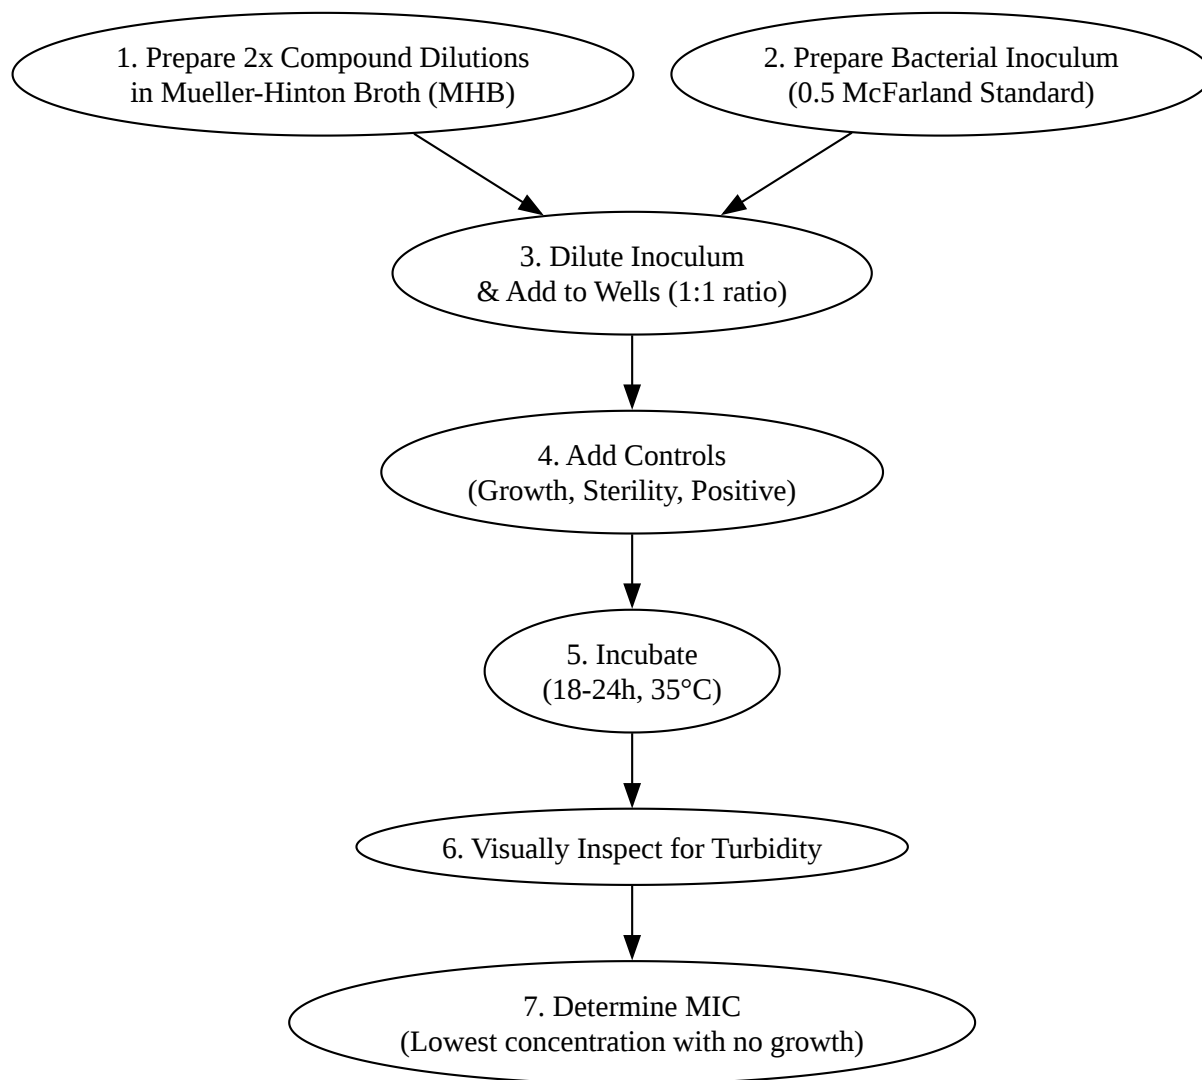 1. Prepare 2x Compound Dilutions
in Mueller-Hinton Broth (MHB)
2. Prepare Bacterial Inoculum
(0.5 McFarland Standard)
3. Dilute Inoculum
& Add to Wells (1:1 ratio)
4. Add Controls
(Growth, Sterility, Positive)
5. Incubate
(18-24h, 35°C)
6. Visually Inspect for Turbidity
7. Determine MIC
(Lowest concentration with no growth)